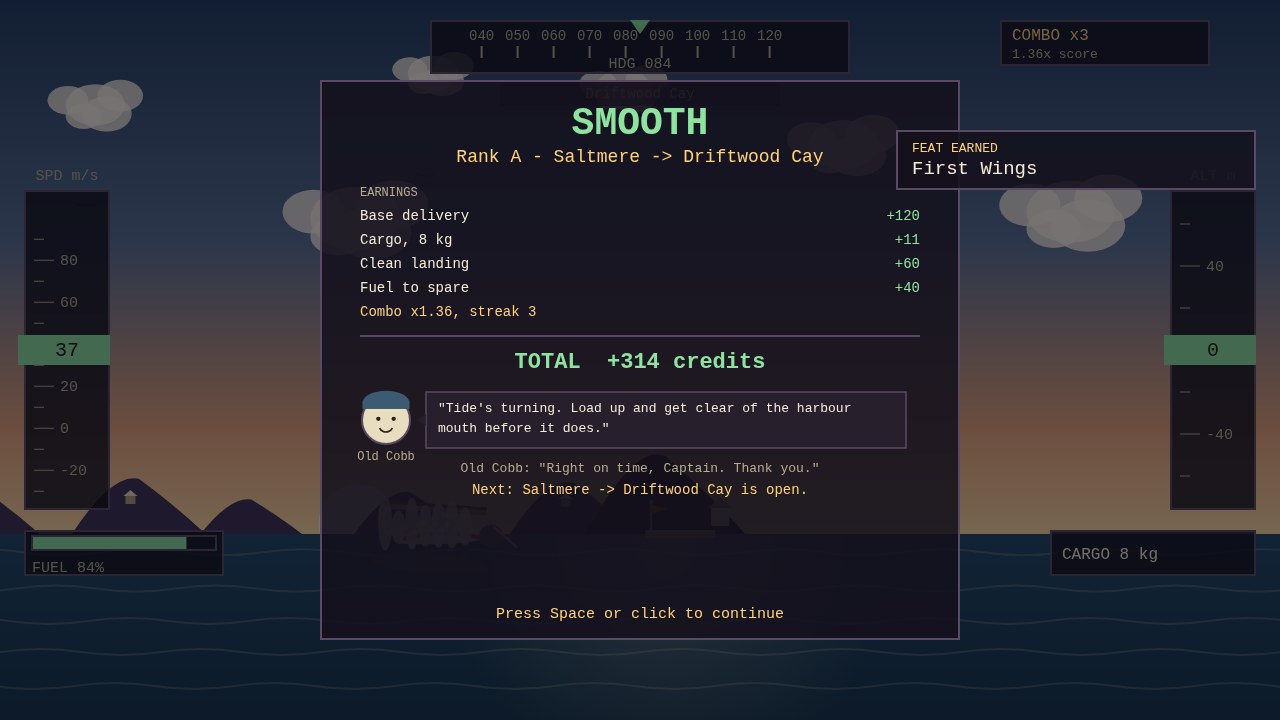 040 050 060 070 080 090 100 110 120
HDG 084
COMBO x3
1.36x score
Driftwood Cay
SMOOTH
Rank A - Saltmere -> Driftwood Cay
FEAT EARNED
First Wings
SPD m/s
ALT m
EARNINGS
Base delivery +120
Cargo, 8 kg +11
Clean landing +60
Fuel to spare +40
Combo x1.36, streak 3
TOTAL +314 credits
80
60
37
20
0
-20
40
0
-40
"Tide's turning. Load up and get clear of the harbour
mouth before it does."
Old Cobb
Old Cobb: "Right on time, Captain. Thank you."
Next: Saltmere -> Driftwood Cay is open.
FUEL 84%
CARGO 8 kg
Press Space or click to continue